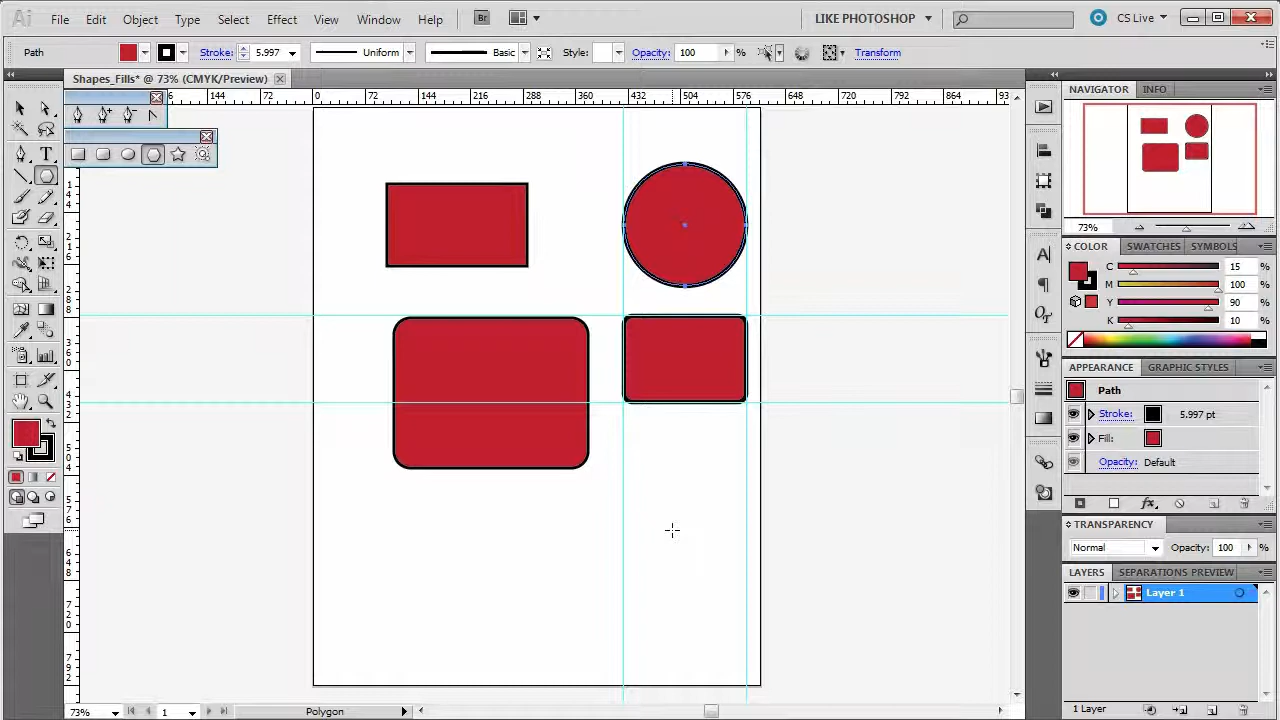 Ai File Edit Object Type Select Effect View Window Help Br LIKE PHOTOSHOP CS Live
Path Stroke: 5.997 Uniform Basic Style: Opacity: 100 % Transform
Shapes_Fills* @ 73% (CMYK/Preview)
144 72 0 72 144 216 288 360 432 504 576 648 720 792 864 93
NAVIGATOR INFO
73%
COLOR SWATCHES SYMBOLS
C 15 %
M 100 %
Y 90 %
K 10 %
APPEARANCE GRAPHIC STYLES
Path
Stroke: 5.997 pt
Fill:
Opacity: Default
fx
TRANSPARENCY
Normal Opacity: 100 %
LAYERS SEPARATIONS PREVIEW
Layer 1
1 Layer
73% 1 Polygon